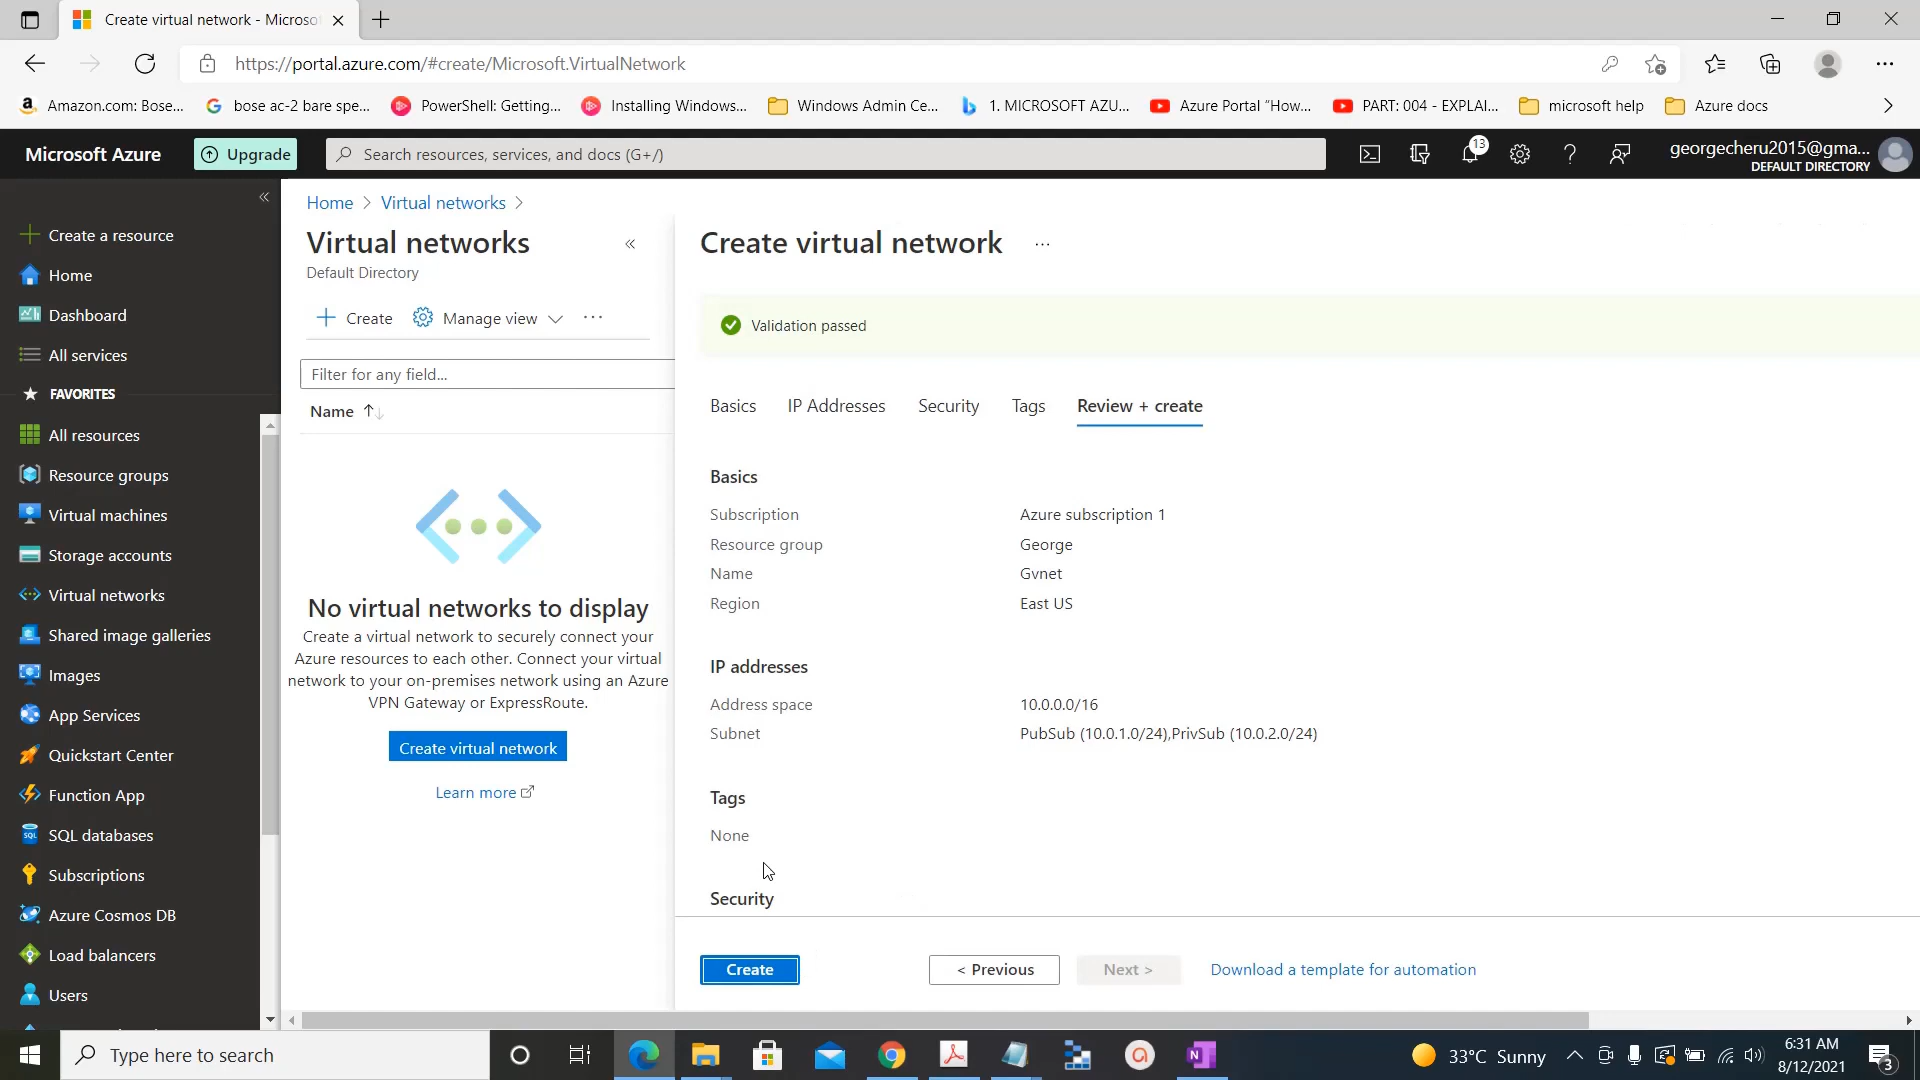 Create virtual network - Microso
https://portal.azure.com/#create/Microsoft.VirtualNetwork
Amazon.com: Bose...
bose ac-2 bare spe...
PowerShell: Getting...
Installing Windows...
Windows Admin Ce...
1. MICROSOFT AZU...
Azure Portal "How...
PART: 004 - EXPLAI...
microsoft help
Azure docs
Microsoft Azure
Upgrade
Search resources, services, and docs (G+/)
13
georgecheru2015@gma...
DEFAULT DIRECTORY
Create a resource
Home
Dashboard
All services
FAVORITES
All resources
Resource groups
Virtual machines
Storage accounts
Virtual networks
Shared image galleries
Images
App Services
Quickstart Center
Function App
SQL databases
Subscriptions
Azure Cosmos DB
Load balancers
Users
Home > Virtual networks >
Virtual networks
Default Directory
Create
Manage view
Filter for any field...
Name
No virtual networks to display
Create a virtual network to securely connect your
Azure resources to each other. Connect your virtual
network to your on-premises network using an Azure
VPN Gateway or ExpressRoute.
Create virtual network
Learn more
Create virtual network ...
Validation passed
Basics IP Addresses Security Tags Review + create
Basics
Subscription Azure subscription 1
Resource group George
Name Gvnet
Region East US
IP addresses
Address space 10.0.0.0/16
Subnet PubSub (10.0.1.0/24),PrivSub (10.0.2.0/24)
Tags
None
Security
Create
< Previous
Next >
Download a template for automation
Type here to search
33°C Sunny
6:31 AM
8/12/2021
3